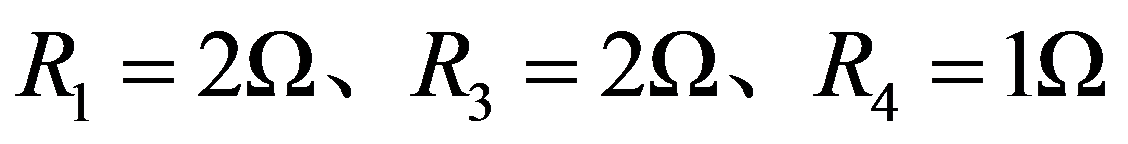 R₁ = 2Ω、R₃ = 2Ω、R₄ = 1Ω